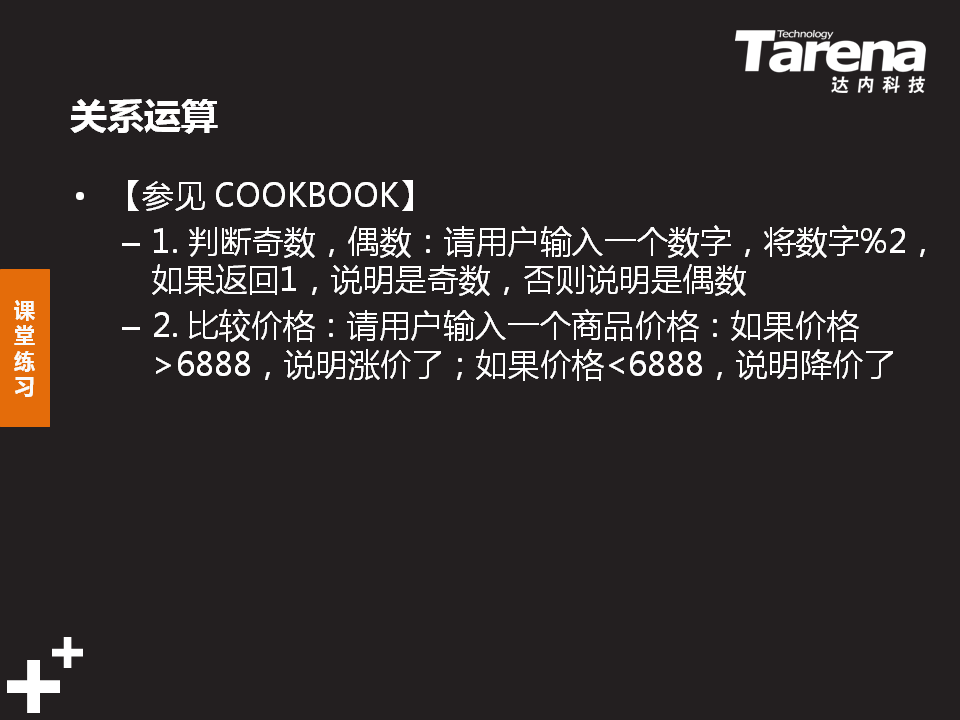 Technology
Tarena
达内科技
关系运算
• 【参见 COOKBOOK】
– 1. 判断奇数，偶数：请用户输入一个数字，将数字%2，
如果返回1，说明是奇数，否则说明是偶数
– 2. 比较价格：请用户输入一个商品价格：如果价格
>6888，说明涨价了；如果价格<6888，说明降价了
课
堂
练
习